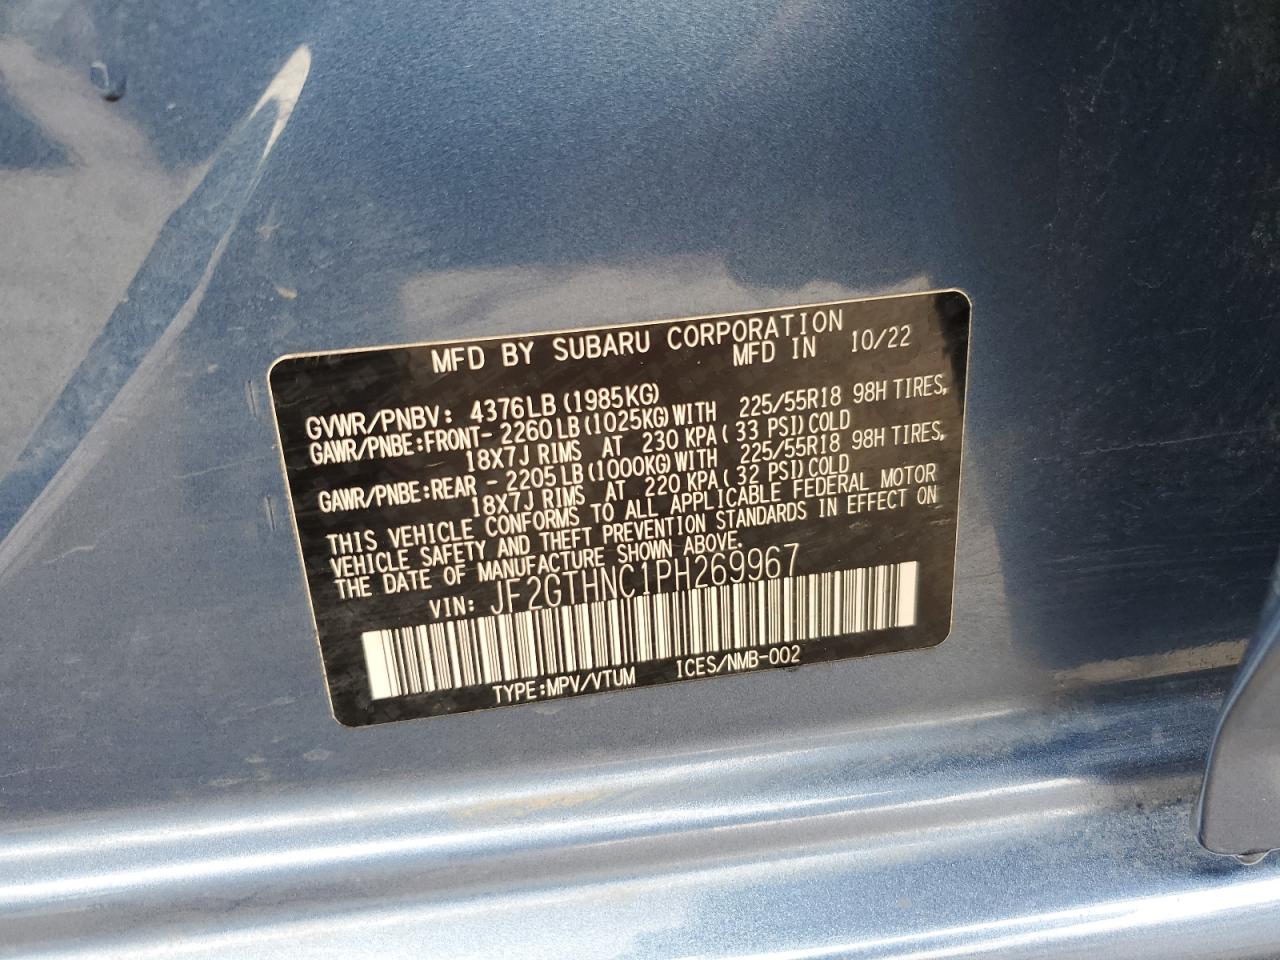 MFD BY SUBARU CORPORATION
MFD IN 10/22
GVWR/PNBV: 4376LB(1985KG)
GAWR/PNBE:FRONT-2260LB(1025KG)WITH 225/55R18 98H TIRES,
18X7J RIMS AT 230 KPA(33 PSI)COLD
GAWR/PNBE:REAR -2205LB(1000KG)WITH 225/55R18 98H TIRES,
18X7J RIMS AT 220 KPA(32 PSI)COLD
THIS VEHICLE CONFORMS TO ALL APPLICABLE FEDERAL MOTOR
VEHICLE SAFETY AND THEFT PREVENTION STANDARDS IN EFFECT ON
THE DATE OF MANUFACTURE SHOWN ABOVE.
VIN: JF2GTHNC1PH269967
TYPE:MPV/VTUM ICES/NMB-002